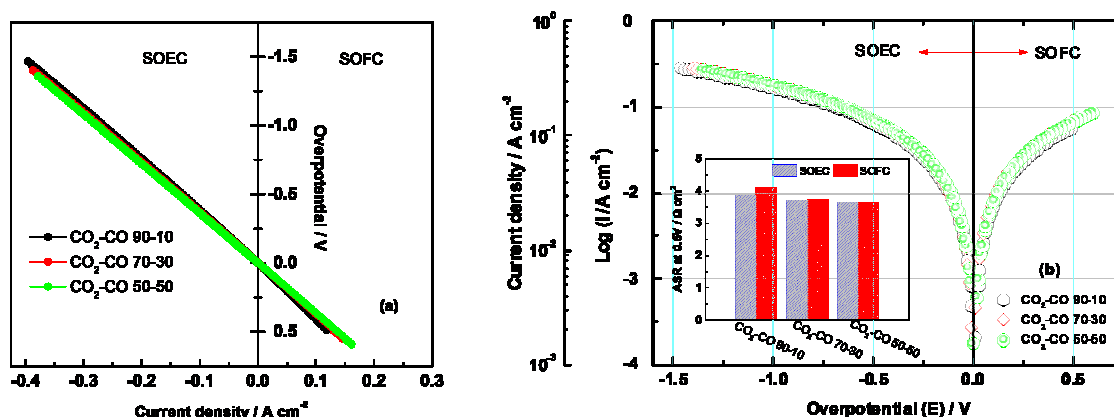 (a)
SOEC
SOFC
-1.5
-1.0
-0.5
0.0
0.5
Overpotendial / V
CO₂-CO 90-10
CO₂-CO 70-30
CO₂-CO 50-50
(a)
-0.4 -0.3 -0.2 -0.1 0.0 0.1 0.2 0.3
Current density / A cm⁻²
10⁰
10⁻¹
10⁻²
10⁻³
Current density / A cm⁻²
0
-1
-2
-3
-4
Log (I /A cm⁻²)
SOEC
SOFC
5
4
3
2
1
0
ASR at 0.5V / Ω cm²
SOEC
SOFC
CO₂-CO 90-10
CO₂-CO 70-30
CO₂-CO 50-50
(b)
CO₂-CO 90-10
CO₂-CO 70-30
CO₂-CO 50-50
-1.5 -1.0 -0.5 0.0 0.5
Overpotential (E) / V